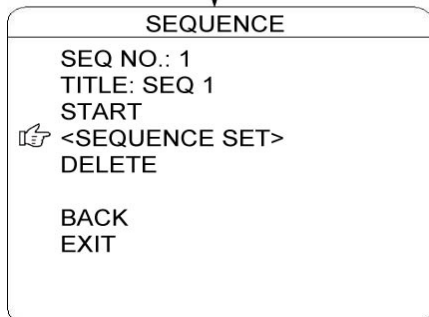 SEQUENCE
SEQ NO.: 1
TITLE: SEQ 1
START
<SEQUENCE SET>
DELETE
BACK
EXIT